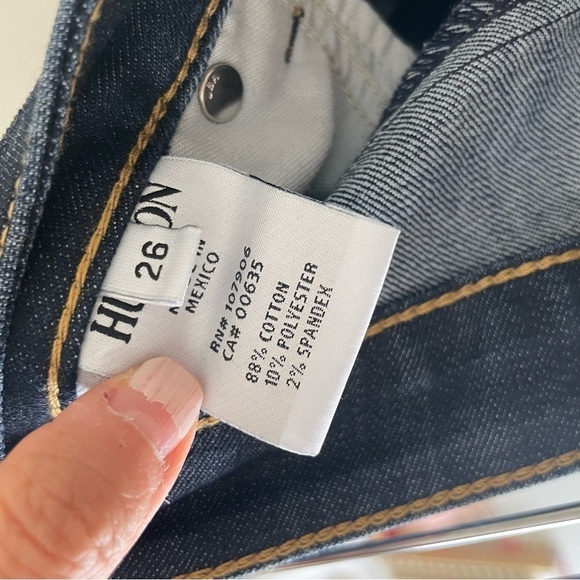 26
MEXICO
RN# 107906
CA# 00635
88% COTTON
10% POLYESTER
2% SPANDEX